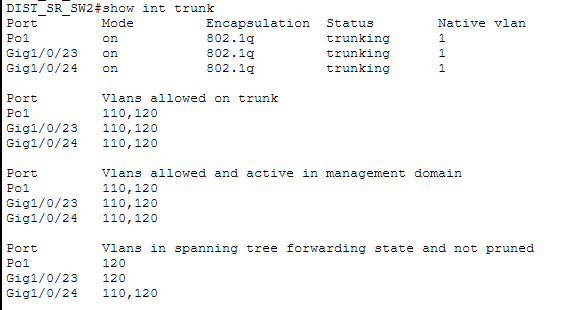 DIST_SR_SW2#show int trunk
Port Mode Encapsulation Status Native vlan
Po1 on 802.1q trunking 1
Gig1/0/23 on 802.1q trunking 1
Gig1/0/24 on 802.1q trunking 1
Port Vlans allowed on trunk
Po1 110,120
Gig1/0/23 110,120
Gig1/0/24 110,120
Port Vlans allowed and active in management domain
Po1 110,120
Gig1/0/23 110,120
Gig1/0/24 110,120
Port Vlans in spanning tree forwarding state and not pruned
Po1 120
Gig1/0/23 120
Gig1/0/24 110,120